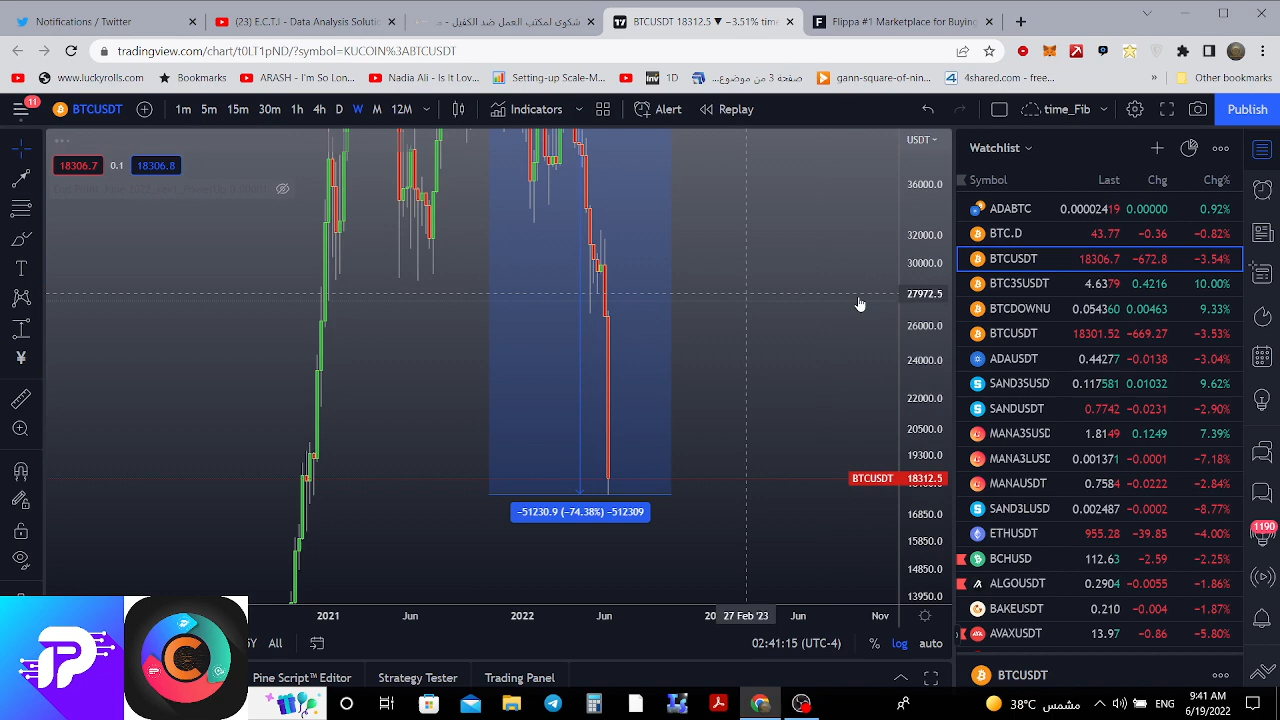 Notifications / Twitter
(23) E.C.T.I - Data Analysis Solution
شكوى لمكتب العمل ضد الكفيل
BTCUSDT 18312.5 ▼ −3.51% time
Flippa #1 Marketplace for Buying
tradingview.com/chart/t0LT1pND/?symbol=KUCOIN%3ABTCUSDT
www.luckyrolls.com
Bookmarks
ARASH - I'm So Lon...
Nadia Ali - Is it Low...
Setting-up Scale-M...
1D
صفحة 3 من موضوع...
gann-square-of-nin...
4shared.com - free...
»
Other bookmarks
11
BTCUSDT
1m 5m 15m 30m 1h 4h D W M 12M
Indicators
Alert
Replay
time_Fib
Publish
18306.7 0.1 18306.8
USDT
36000.0
32000.0
30000.0
27972.5
26000.0
24000.0
22000.0
20500.0
19300.0
BTCUSDT 18312.5
16850.0
15850.0
14850.0
13950.0
−51230.9 (−74.38%) −512309
2021 Jun 2022 Jun 27 Feb '23 Jun Nov
All
02:41:15 (UTC-4)
% log auto
Pine Editor
Strategy Tester
Trading Panel
Watchlist
Symbol Last Chg Chg%
ADABTC 0.00002419 0.00000 0.92%
BTC.D 43.77 −0.36 −0.82%
BTCUSDT 18306.7 −672.8 −3.54%
BTC3SUSDT 4.6379 0.4216 10.00%
BTCDOWNU 0.054360 0.00463 9.33%
BTCUSDT 18301.52 −669.27 −3.53%
ADAUSDT 0.44277 −0.0138 −3.04%
SAND3SUSD 0.117581 0.01032 9.62%
SANDUSDT 0.7742 −0.0231 −2.90%
MANA3SUSD 1.8149 0.1249 7.39%
MANA3LUSD 0.001371 −0.0001 −7.18%
MANAUSDT 0.7584 −0.0222 −2.84%
SAND3LUSD 0.002487 −0.0002 −8.77%
ETHUSDT 955.28 −39.85 −4.00%
BCHUSD 112.63 −2.59 −2.25%
ALGOUSDT 0.2904 −0.0055 −1.86%
BAKEUSDT 0.210 −0.004 −1.87%
AVAXUSDT 13.97 −0.86 −5.80%
BTCUSDT
1190
38°C مشمس
ENG
9:41 AM
6/19/2022